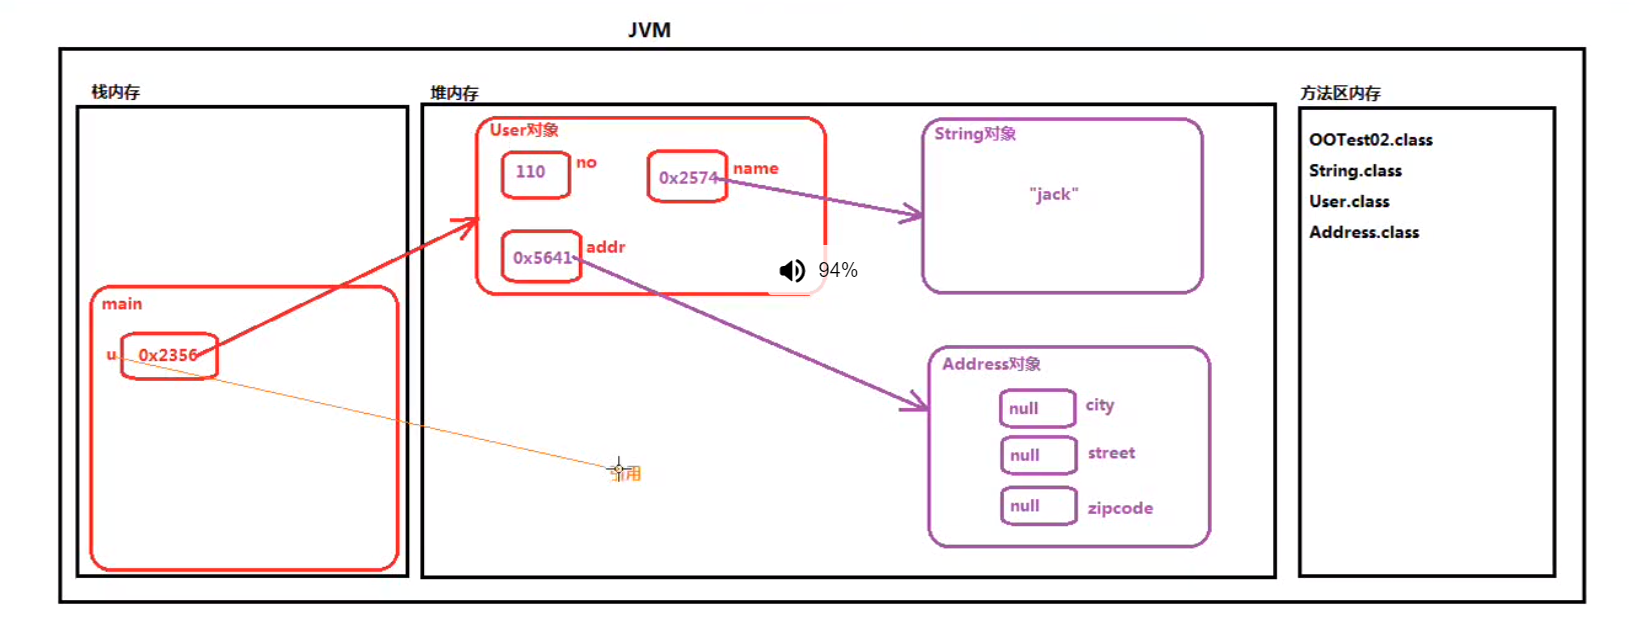 JVM
栈内存
main
u
0x2356
堆内存
User对象
110
no
0x2574
name
0x5641
addr
94%
String对象
"jack"
Address对象
null
city
null
street
null
zipcode
引用
方法区内存
OOTest02.class
String.class
User.class
Address.class